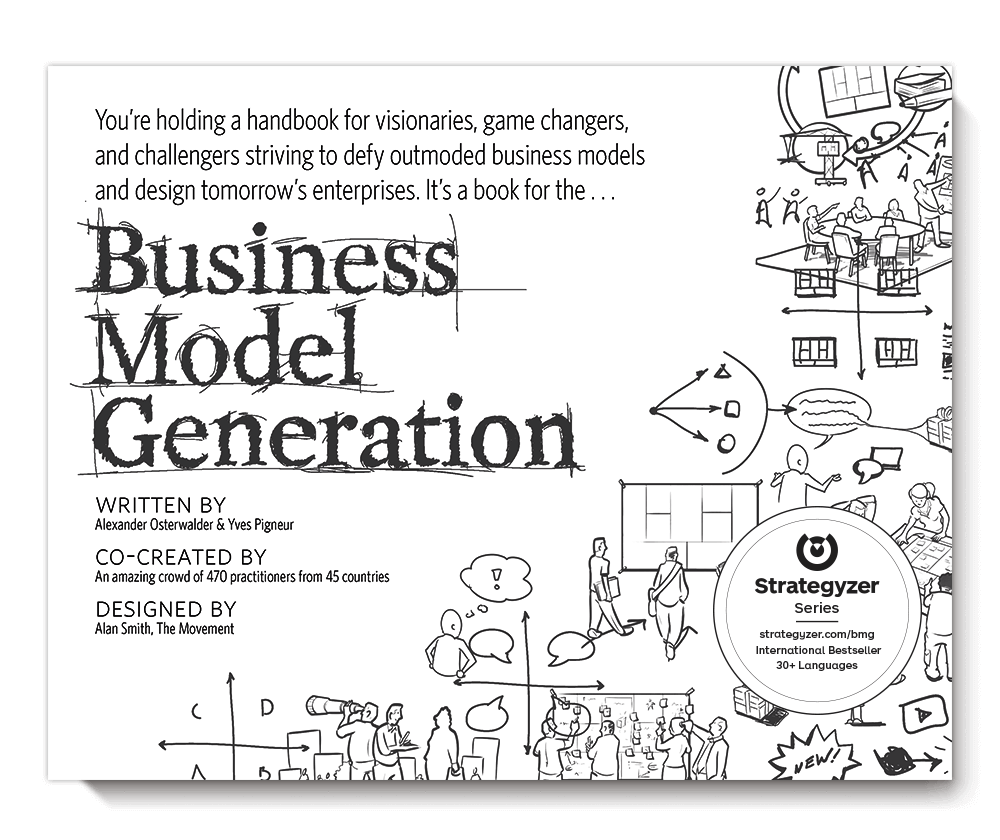 You're holding a handbook for visionaries, game changers,
and challengers striving to defy outmoded business models
and design tomorrow's enterprises. It's a book for the . . .
Business
Model
Generation
WRITTEN BY
Alexander Osterwalder & Yves Pigneur
CO-CREATED BY
An amazing crowd of 470 practitioners from 45 countries
DESIGNED BY
Alan Smith, The Movement
!
C D
A B
Strategyzer
Series
strategyzer.com/bmg
International Bestseller
30+ Languages
NEW!